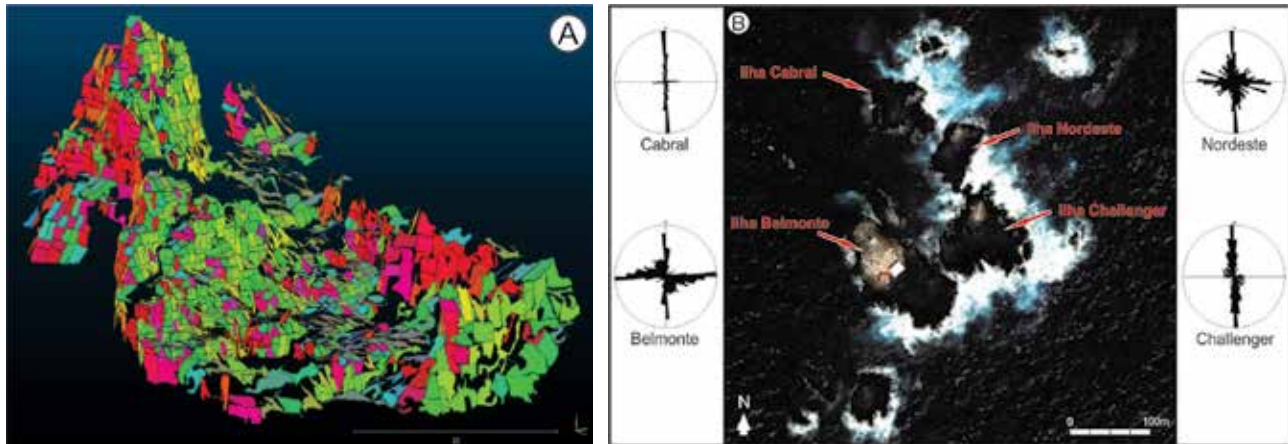 A
Cabral
Belmonte
B
Ilha Cabral
Ilha Nordeste
Ilha Belmonte
Ilha Challenger
N
0 100m
Nordeste
Challenger